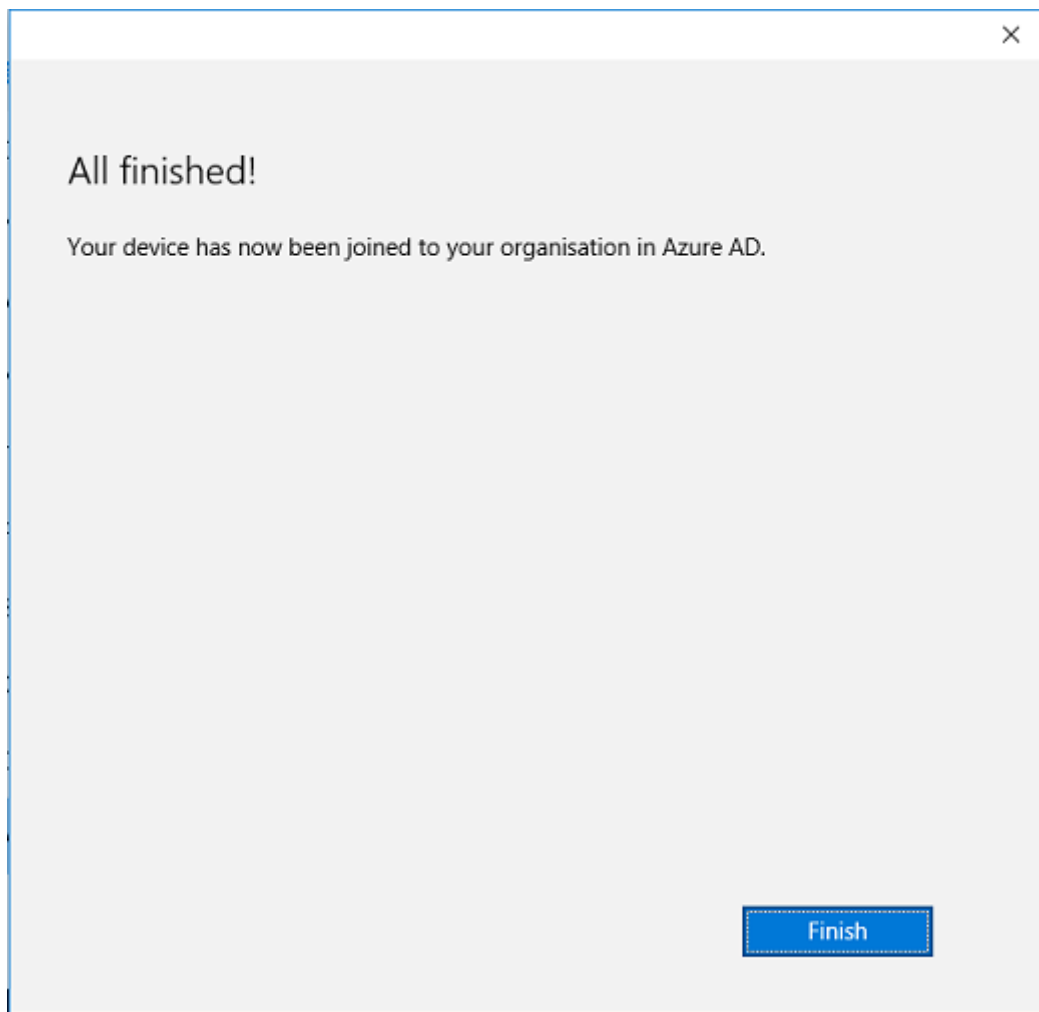 All finished!
Your device has now been joined to your organisation in Azure AD.
Finish